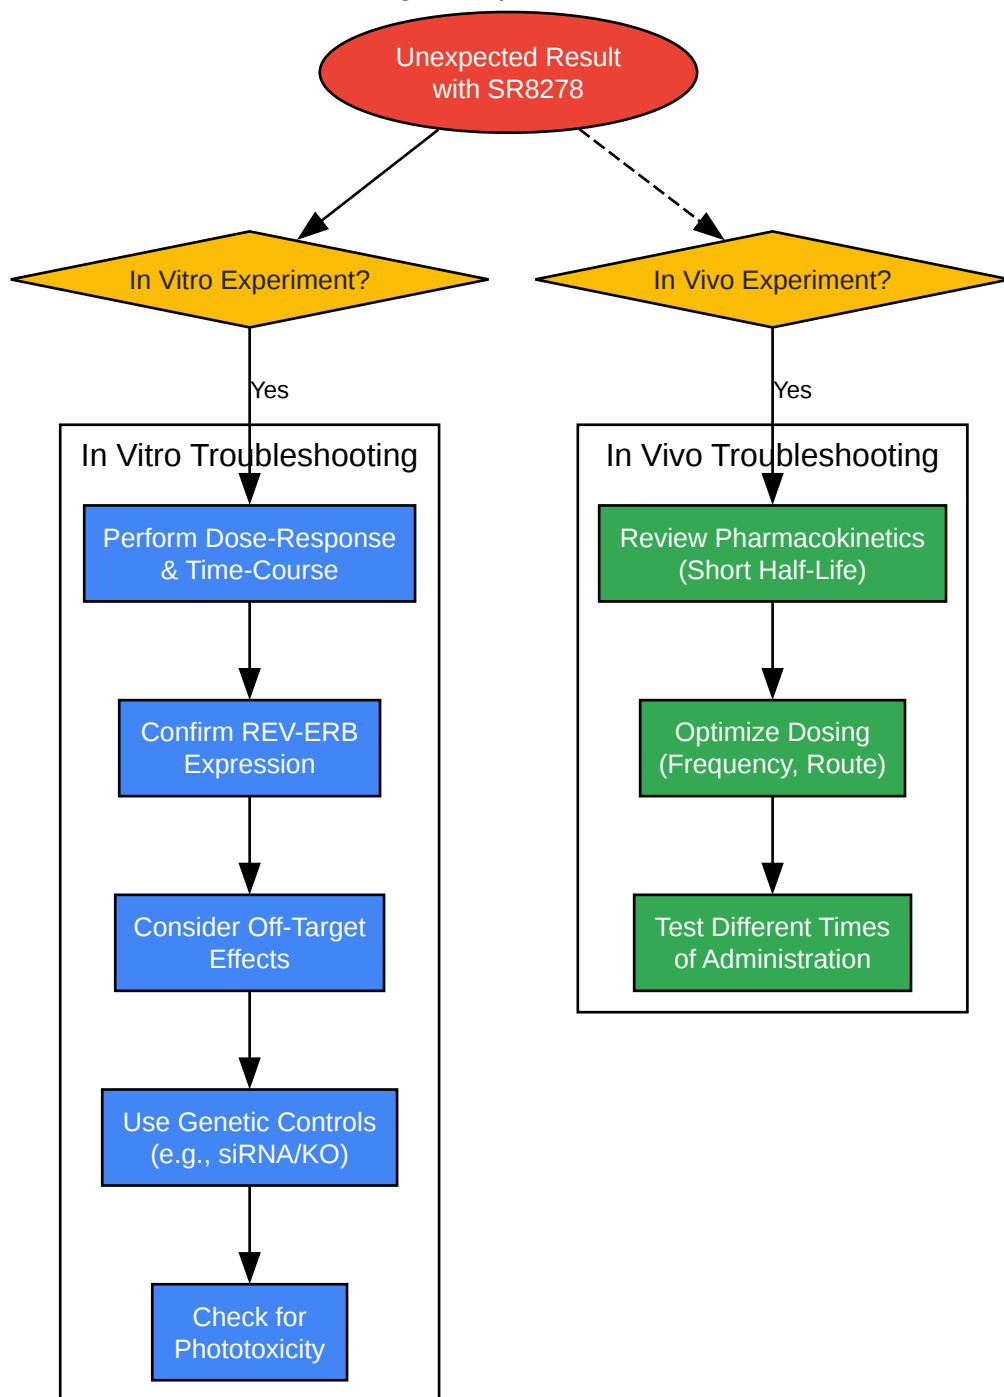 Unexpected Result
with SR8278
In Vitro Experiment?
In Vivo Experiment?
Yes
Yes
In Vitro Troubleshooting
In Vivo Troubleshooting
Perform Dose-Response
& Time-Course
Review Pharmacokinetics
(Short Half-Life)
Confirm REV-ERB
Expression
Optimize Dosing
(Frequency, Route)
Consider Off-Target
Effects
Test Different Times
of Administration
Use Genetic Controls
(e.g., siRNA/KO)
Check for
Phototoxicity